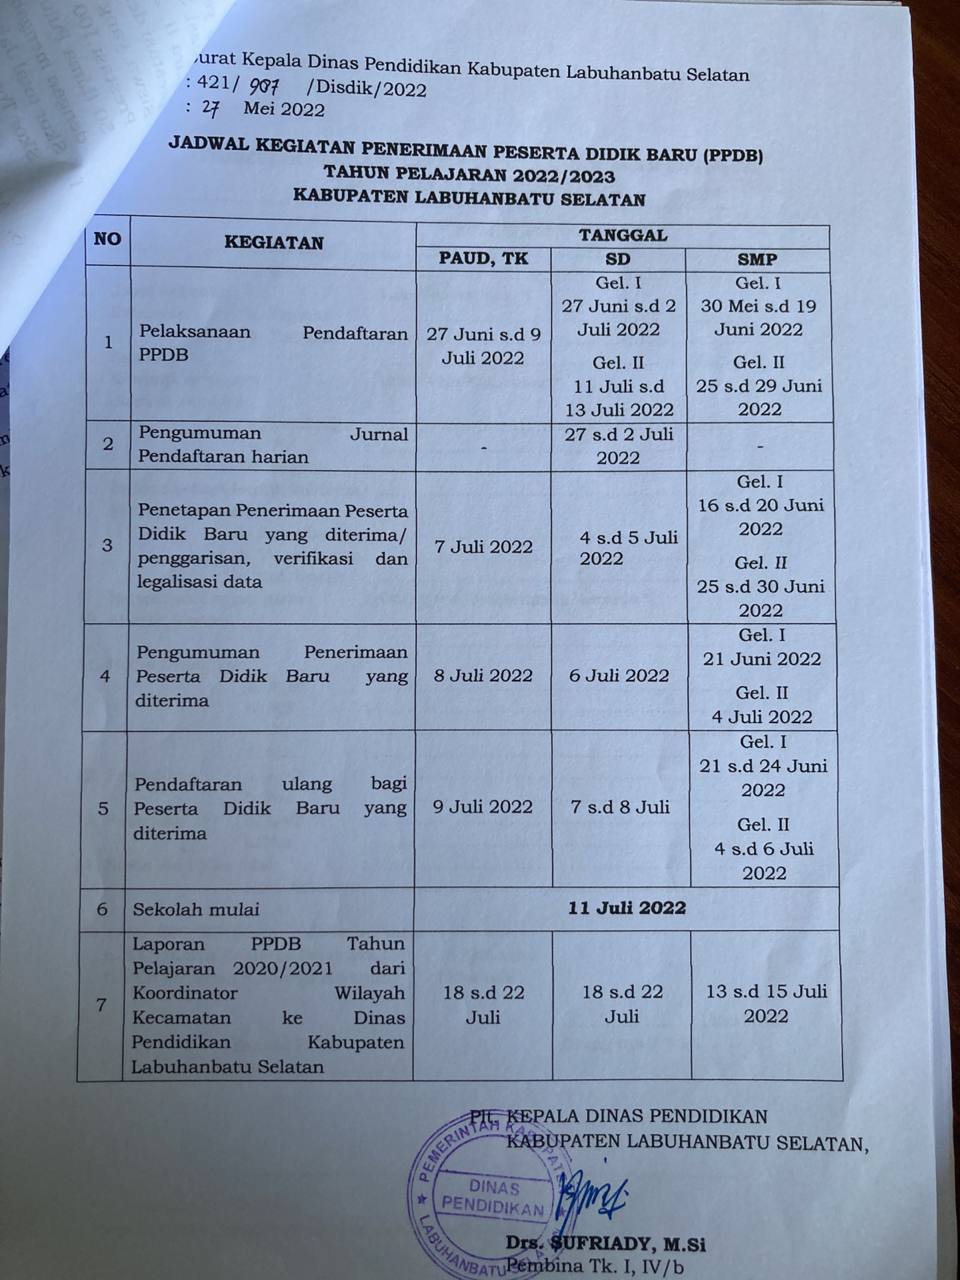 Surat Kepala Dinas Pendidikan Kabupaten Labuhanbatu Selatan
: 421/ 907 /Disdik/2022
: 27 Mei 2022
JADWAL KEGIATAN PENERIMAAN PESERTA DIDIK BARU (PPDB)
TAHUN PELAJARAN 2022/2023
KABUPATEN LABUHANBATU SELATAN
NO
KEGIATAN
TANGGAL
PAUD, TK
SD
SMP
1
Pelaksanaan Pendaftaran
PPDB
27 Juni s.d 9
Juli 2022
Gel. I
27 Juni s.d 2
Juli 2022
Gel. II
11 Juli s.d
13 Juli 2022
Gel. I
30 Mei s.d 19
Juni 2022
Gel. II
25 s.d 29 Juni
2022
2
Pengumuman Jurnal
Pendaftaran harian
-
27 s.d 2 Juli
2022
-
3
Penetapan Penerimaan Peserta
Didik Baru yang diterima/
penggarisan, verifikasi dan
legalisasi data
7 Juli 2022
4 s.d 5 Juli
2022
Gel. I
16 s.d 20 Juni
2022
Gel. II
25 s.d 30 Juni
2022
4
Pengumuman Penerimaan
Peserta Didik Baru yang
diterima
8 Juli 2022
6 Juli 2022
Gel. I
21 Juni 2022
Gel. II
4 Juli 2022
5
Pendaftaran ulang bagi
Peserta Didik Baru yang
diterima
9 Juli 2022
7 s.d 8 Juli
Gel. I
21 s.d 24 Juni
2022
Gel. II
4 s.d 6 Juli
2022
6
Sekolah mulai
11 Juli 2022
7
Laporan PPDB Tahun
Pelajaran 2020/2021 dari
Koordinator Wilayah
Kecamatan ke Dinas
Pendidikan Kabupaten
Labuhanbatu Selatan
18 s.d 22
Juli
18 s.d 22
Juli
13 s.d 15 Juli
2022
Plt. KEPALA DINAS PENDIDIKAN
KABUPATEN LABUHANBATU SELATAN,
PEMERINTAH KABUPATEN
DINAS
PENDIDIKAN
LABUHANBATU SELATAN
Drs. SUFRIADY, M.Si
Pembina Tk. I, IV/b